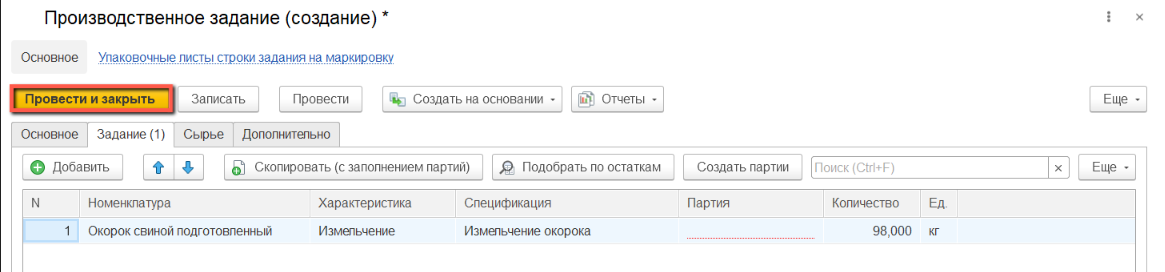 Производственное задание (создание) *
Основное Упаковочные листы строки задания на маркировку
Провести и закрыть Записать Провести Создать на основании Отчеты Еще
Основное Задание (1) Сырье Дополнительно
Добавить Скопировать (с заполнением партий) Подобрать по остаткам Создать партии Поиск (Ctrl+F) × Еще
N Номенклатура Характеристика Спецификация Партия Количество Ед.
1 Окорок свиной подготовленный Измельчение Измельчение окорока 98,000 кг